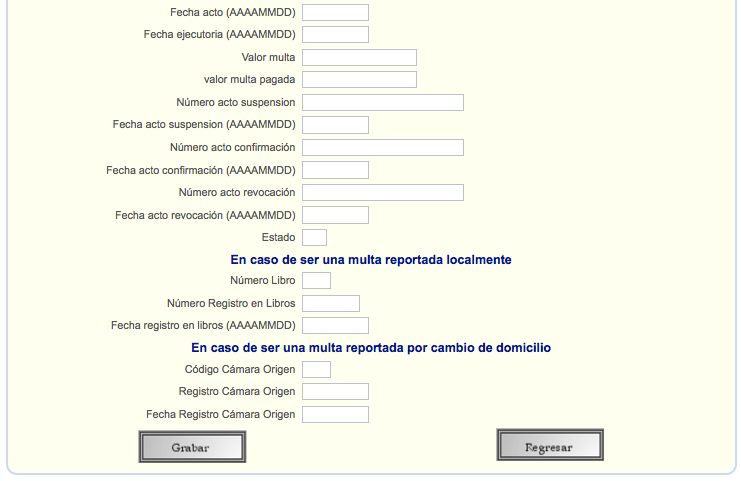 Fecha acto (AAAAMMDD)
Fecha ejecutoria (AAAAMMDD)
Valor multa
valor multa pagada
Número acto suspension
Fecha acto suspension (AAAAMMDD)
Número acto confirmación
Fecha acto confirmación (AAAAMMDD)
Número acto revocación
Fecha acto revocación (AAAAMMDD)
Estado
En caso de ser una multa reportada localmente
Número Libro
Número Registro en Libros
Fecha registro en libros (AAAAMMDD)
En caso de ser una multa reportada por cambio de domicilio
Código Cámara Origen
Registro Cámara Origen
Fecha Registro Cámara Origen
Grabar Regresar